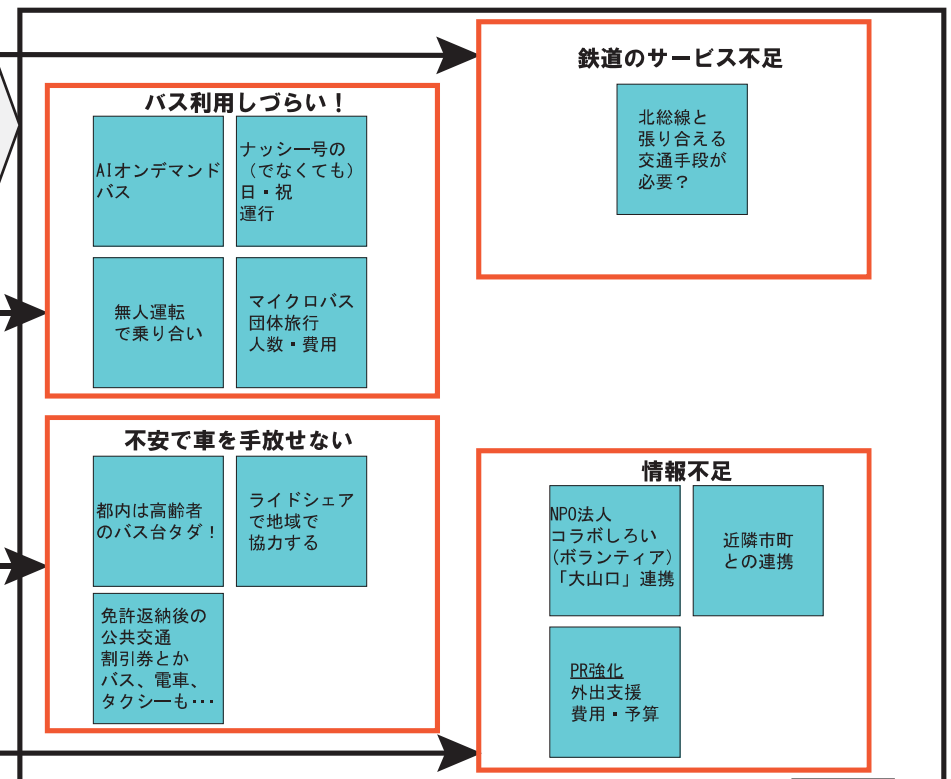 鉄道のサービス不足
北総線と
張り合える
交通手段が
必要？
バス利用しづらい！
AIオンデマンド
バス
ナッシー号の
（でなくても）
日・祝
運行
無人運転
で乗り合い
マイクロバス
団体旅行
人数・費用
不安で車を手放せない
都内は高齢者
のバス台タダ！
ライドシェア
で地域で
協力する
免許返納後の
公共交通
割引券とか
バス、電車、
タクシーも…
情報不足
NPO法人
コラボしろい
(ボランティア)
「大山口」連携
近隣市町
との連携
PR強化
外出支援
費用・予算